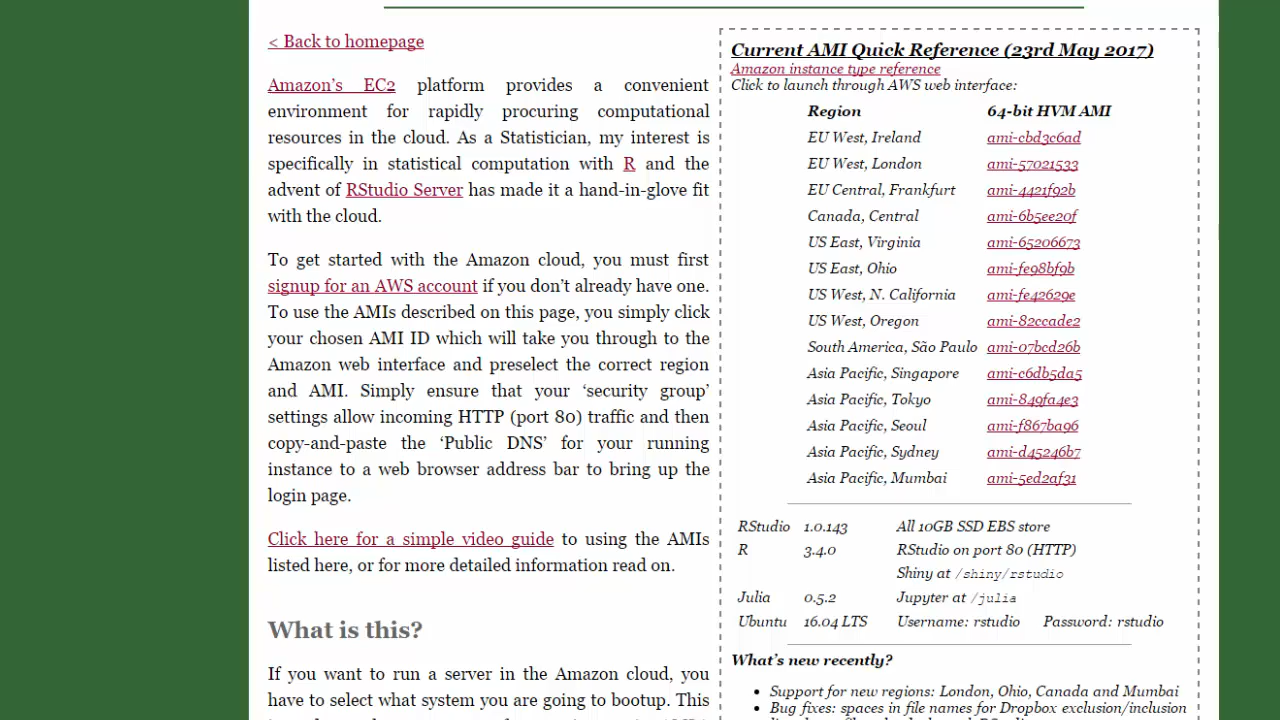 < Back to homepage
Amazon's EC2 platform provides a convenient
environment for rapidly procuring computational
resources in the cloud. As a Statistician, my interest is
specifically in statistical computation with R and the
advent of RStudio Server has made it a hand-in-glove fit
with the cloud.
To get started with the Amazon cloud, you must first
signup for an AWS account if you don't already have one.
To use the AMIs described on this page, you simply click
your chosen AMI ID which will take you through to the
Amazon web interface and preselect the correct region
and AMI. Simply ensure that your 'security group'
settings allow incoming HTTP (port 80) traffic and then
copy-and-paste the 'Public DNS' for your running
instance to a web browser address bar to bring up the
login page.
Click here for a simple video guide to using the AMIs
listed here, or for more detailed information read on.
What is this?
If you want to run a server in the Amazon cloud, you
have to select what system you are going to bootup. This
Current AMI Quick Reference (23rd May 2017)
Amazon instance type reference
Click to launch through AWS web interface:
Region 64-bit HVM AMI
EU West, Ireland ami-cbd3c6ad
EU West, London ami-57021533
EU Central, Frankfurt ami-4421f92b
Canada, Central ami-6b5ee20f
US East, Virginia ami-65206673
US East, Ohio ami-fe98bf9b
US West, N. California ami-fe42629e
US West, Oregon ami-82ccade2
South America, São Paulo ami-07bcd26b
Asia Pacific, Singapore ami-c6db5da5
Asia Pacific, Tokyo ami-849fa4e3
Asia Pacific, Seoul ami-f867ba96
Asia Pacific, Sydney ami-d45246b7
Asia Pacific, Mumbai ami-5ed2af31
RStudio 1.0.143 All 10GB SSD EBS store
R 3.4.0 RStudio on port 80 (HTTP)
Shiny at /shiny/rstudio
Julia 0.5.2 Jupyter at /julia
Ubuntu 16.04 LTS Username: rstudio Password: rstudio
What's new recently?
• Support for new regions: London, Ohio, Canada and Mumbai
• Bug fixes: spaces in file names for Dropbox exclusion/inclusion